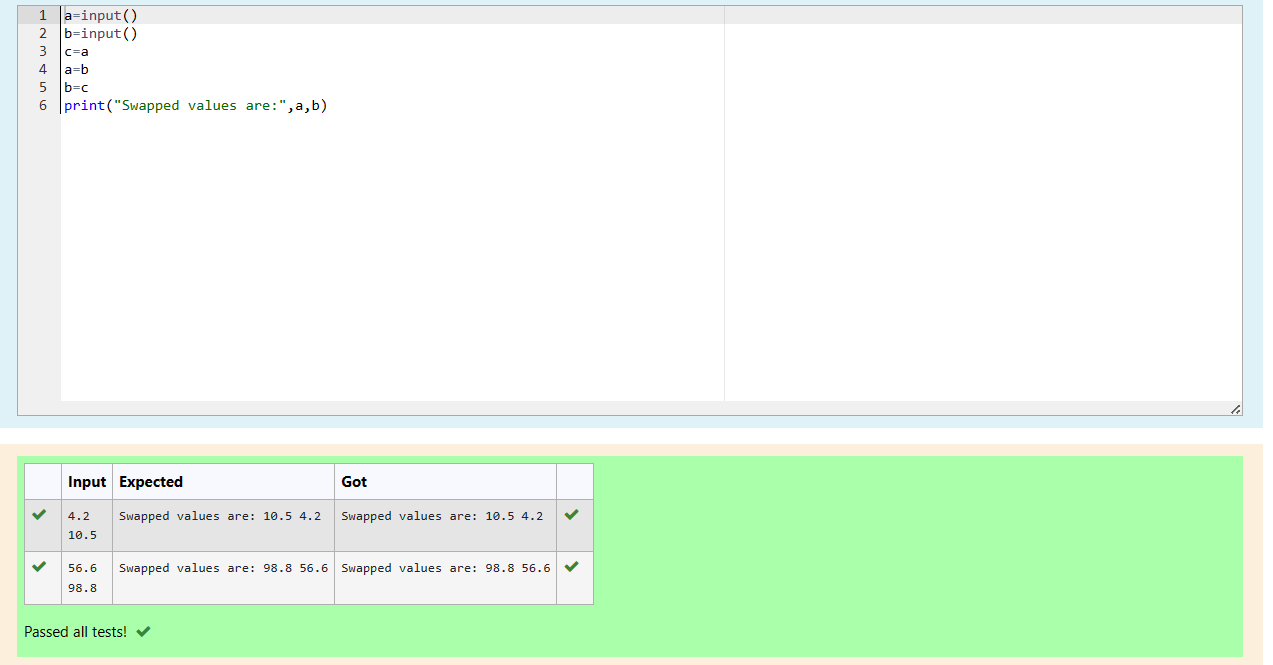 1 a=input()
2 b=input()
3 c=a
4 a=b
5 b=c
6 print("Swapped values are:",a,b)
Input Expected Got
4.2 Swapped values are: 10.5 4.2 Swapped values are: 10.5 4.2
10.5
56.6 Swapped values are: 98.8 56.6 Swapped values are: 98.8 56.6
98.8
Passed all tests!